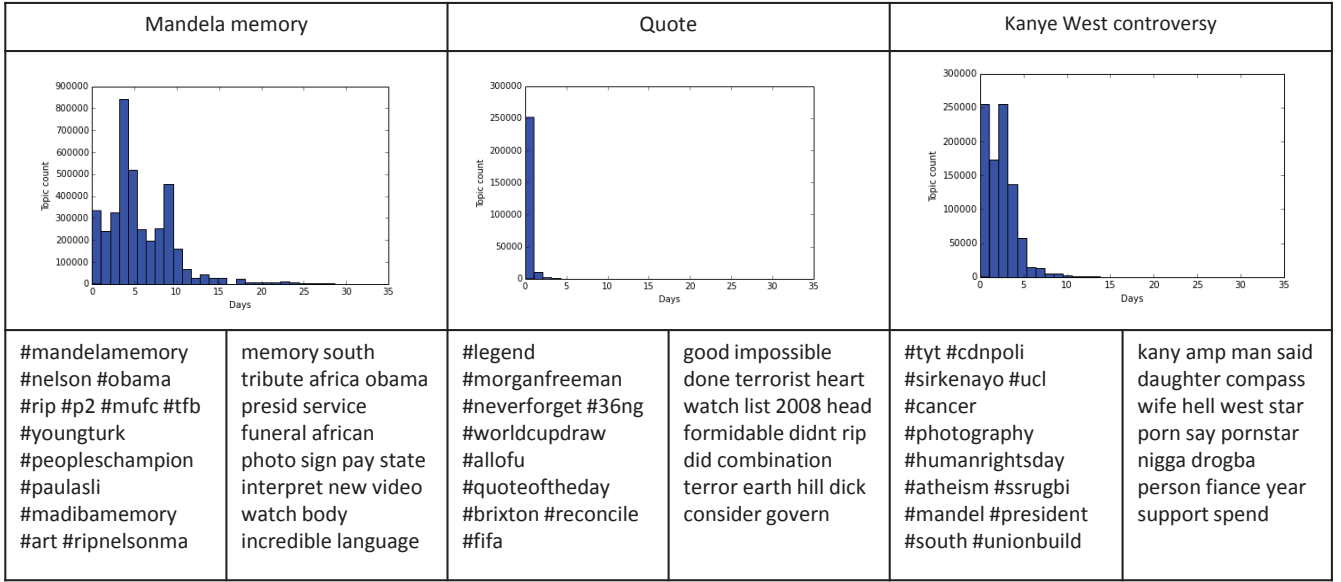 Mandela memory
Quote
Kanye West controversy
900000
800000
700000
600000
500000
400000
300000
200000
100000
0
Topic count
0 5 10 15 20 25 30 35
Days
300000
250000
200000
150000
100000
50000
0
Topic count
0 5 10 15 20 25 30 35
Days
300000
250000
200000
150000
100000
50000
0
Topic count
0 5 10 15 20 25 30 35
Days
#mandelamemory
#nelson #obama
#rip #p2 #mufc #tfb
#youngturk
#peopleschampion
#paulasli
#madibamemory
#art #ripnelsonma
memory south
tribute africa obama
presid service
funeral african
photo sign pay state
interpret new video
watch body
incredible language
#legend
#morganfreeman
#neverforget #36ng
#worldcupdraw
#allofu
#quoteoftheday
#brixton #reconcile
#fifa
good impossible
done terrorist heart
watch list 2008 head
formidable didnt rip
did combination
terror earth hill dick
consider govern
#tyt #cdnpoli
#sirkenayo #ucl
#cancer
#photography
#humanrightsday
#atheism #ssrugbi
#mandel #president
#south #unionbuild
kany amp man said
daughter compass
wife hell west star
porn say pornstar
nigga drogba
person fiance year
support spend